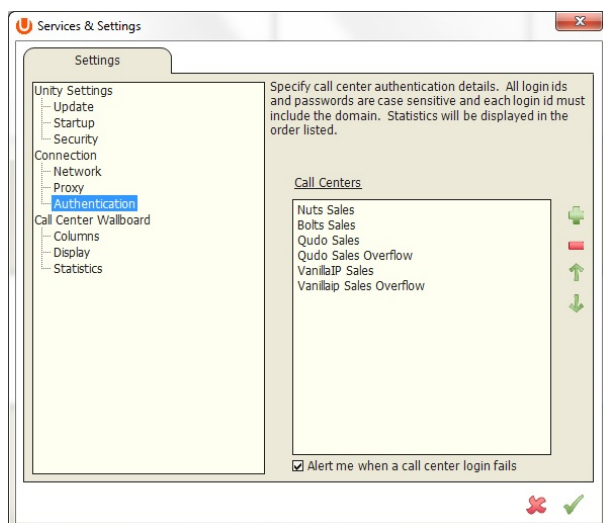 Services & Settings
Settings
Unity Settings
Update
Startup
Security
Connection
Network
Proxy
Authentication
Call Center Wallboard
Columns
Display
Statistics
Specify call center authentication details. All login ids
and passwords are case sensitive and each login id must
include the domain. Statistics will be displayed in the
order listed.
Call Centers
Nuts Sales
Bolts Sales
Qudo Sales
Qudo Sales Overflow
VanillaIP Sales
Vanillaip Sales Overflow
Alert me when a call center login fails